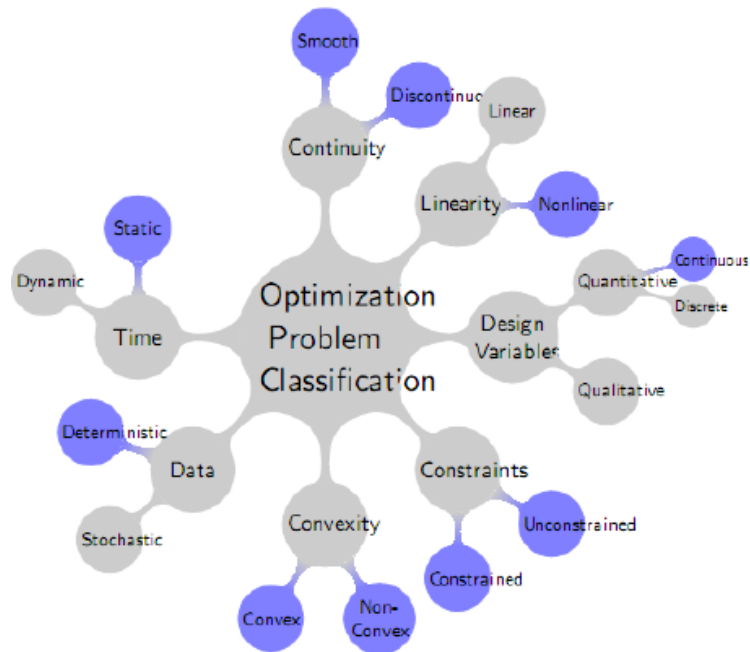 Smooth
Discontinuc
Linear
Continuity
Linearity
Nonlinear
Static
Continuous
Dynamic
Quantitative
Discrete
Optimization
Problem
Classification
Time
Design
Variables
Qualitative
Deterministic
Data
Constraints
Stochastic
Convexity
Unconstrained
Constrained
Convex
Non-
Convex